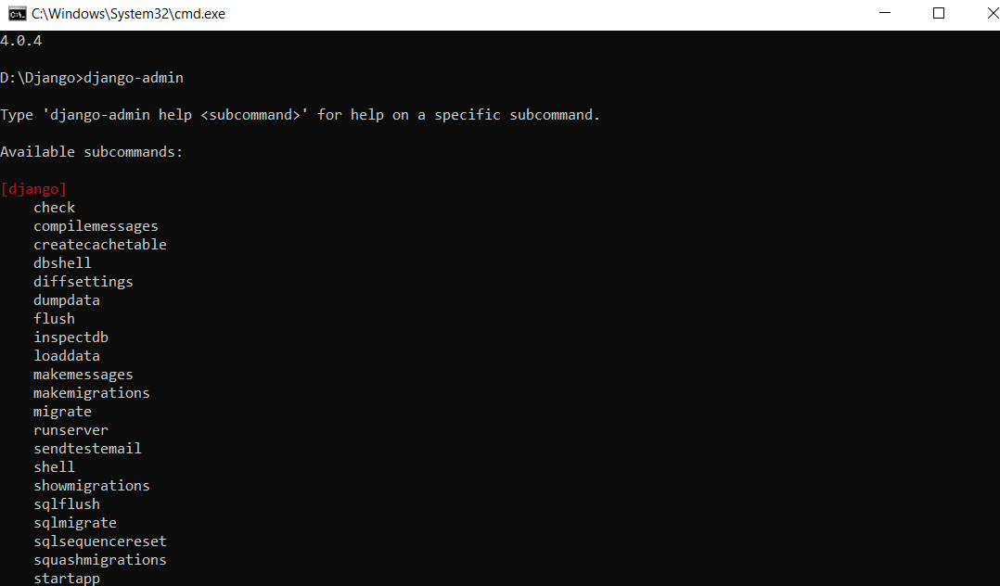 C:\Windows\System32\cmd.exe
4.0.4
D:\Django>django-admin
Type 'django-admin help <subcommand>' for help on a specific subcommand.
Available subcommands:
[django]
check
compilemessages
createcachetable
dbshell
diffsettings
dumpdata
flush
inspectdb
loaddata
makemessages
makemigrations
migrate
runserver
sendtestemail
shell
showmigrations
sqlflush
sqlmigrate
sqlsequencereset
squashmigrations
startapp